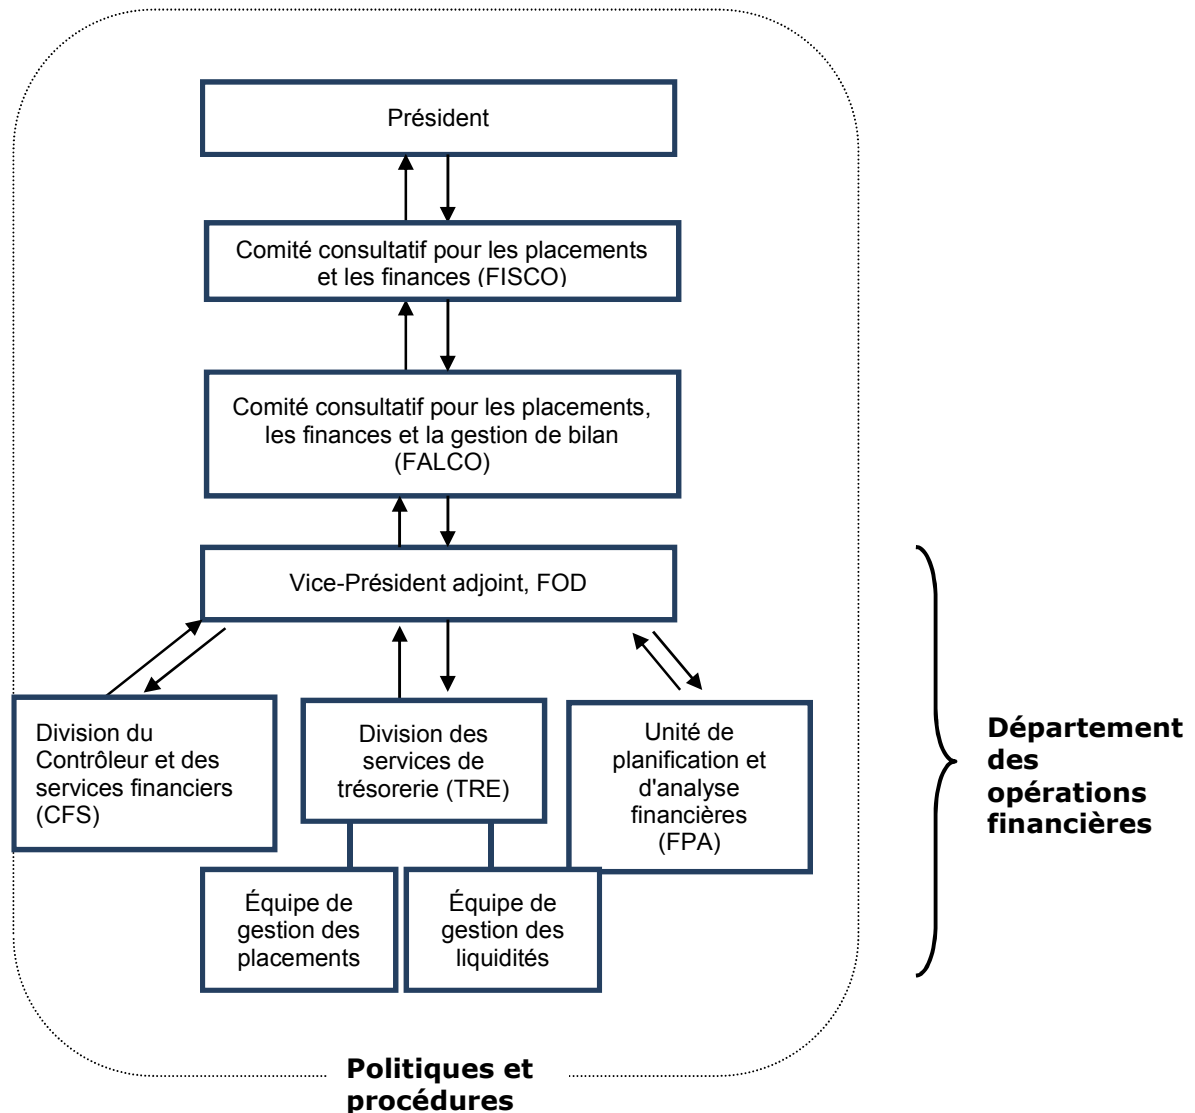 Président
Comité consultatif pour les placements
et les finances (FISCO)
Comité consultatif pour les placements,
les finances et la gestion de bilan
(FALCO)
Vice-Président adjoint, FOD
Division du
Contrôleur et des
services financiers
(CFS)
Division des
services de
trésorerie (TRE)
Unité de
planification et
d'analyse
financières
(FPA)
Équipe de
gestion des
placements
Équipe de
gestion des
liquidités
Département
des
opérations
financières
Politiques et
procédures